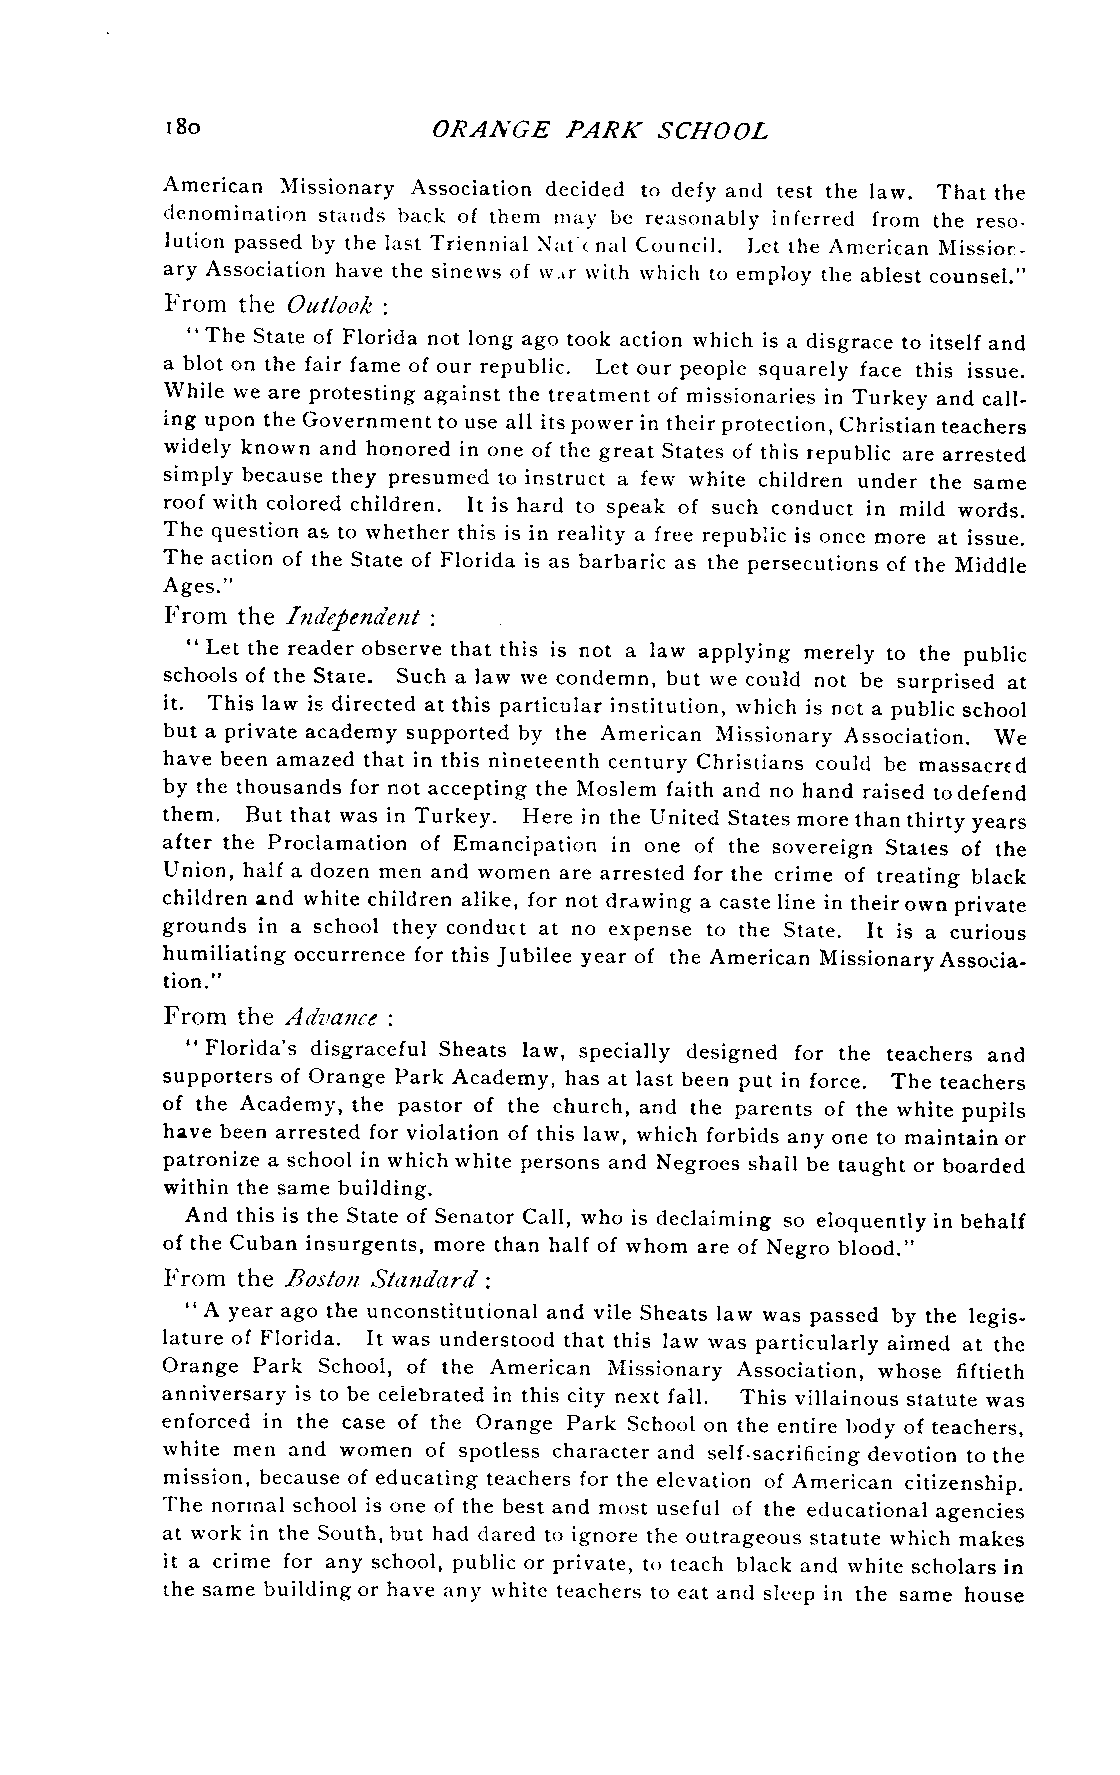 180 ORANGE PARK SCHOOL
American Missionary Association decided to defy and test the law. That the
denomination stands back of them may be reasonably inferred from the reso-
lution passed by the last Triennial Nat onal Council. Let the American Mission-
ary Association have the sinews of war with which to employ the ablest counsel."
From the Outlook :
"The State of Florida not long ago took action which is a disgrace to itself and
a blot on the fair fame of our republic. Let our people squarely face this issue.
While we are protesting against the treatment of missionaries in Turkey and call-
ing upon the Government to use all its power in their protection, Christian teachers
widely known and honored in one of the great States of this republic are arrested
simply because they presumed to instruct a few white children under the same
roof with colored children. It is hard to speak of such conduct in mild words.
The question as to whether this is in reality a free republic is once more at issue.
The action of the State of Florida is as barbaric as the persecutions of the Middle
Ages."
From the Independent :
"Let the reader observe that this is not a law applying merely to the public
schools of the State. Such a law we condemn, but we could not be surprised at
it. This law is directed at this particular institution, which is not a public school
but a private academy supported by the American Missionary Association. We
have been amazed that in this nineteenth century Christians could be massacred
by the thousands for not accepting the Moslem faith and no hand raised to defend
them. But that was in Turkey. Here in the United States more than thirty years
after the Proclamation of Emancipation in one of the sovereign States of the
Union, half a dozen men and women are arrested for the crime of treating black
children and white children alike, for not drawing a caste line in their own private
grounds in a school they conduct at no expense to the State. It is a curious
humiliating occurrence for this Jubilee year of the American Missionary Associa-
tion."
From the Advance :
"Florida's disgraceful Sheats law, specially designed for the teachers and
supporters of Orange Park Academy, has at last been put in force. The teachers
of the Academy, the pastor of the church, and the parents of the white pupils
have been arrested for violation of this law, which forbids any one to maintain or
patronize a school in which white persons and Negroes shall be taught or boarded
within the same building.
And this is the State of Senator Call, who is declaiming so eloquently in behalf
of the Cuban insurgents, more than half of whom are of Negro blood."
From the Boston Standard :
"A year ago the unconstitutional and vile Sheats law was passed by the legis-
lature of Florida. It was understood that this law was particularly aimed at the
Orange Park School, of the American Missionary Association, whose fiftieth
anniversary is to be celebrated in this city next fall. This villainous statute was
enforced in the case of the Orange Park School on the entire body of teachers,
white men and women of spotless character and self-sacrificing devotion to the
mission, because of educating teachers for the elevation of American citizenship.
The normal school is one of the best and most useful of the educational agencies
at work in the South, but had dared to ignore the outrageous statute which makes
it a crime for any school, public or private, to teach black and white scholars in
the same building or have any white teachers to eat and sleep in the same house